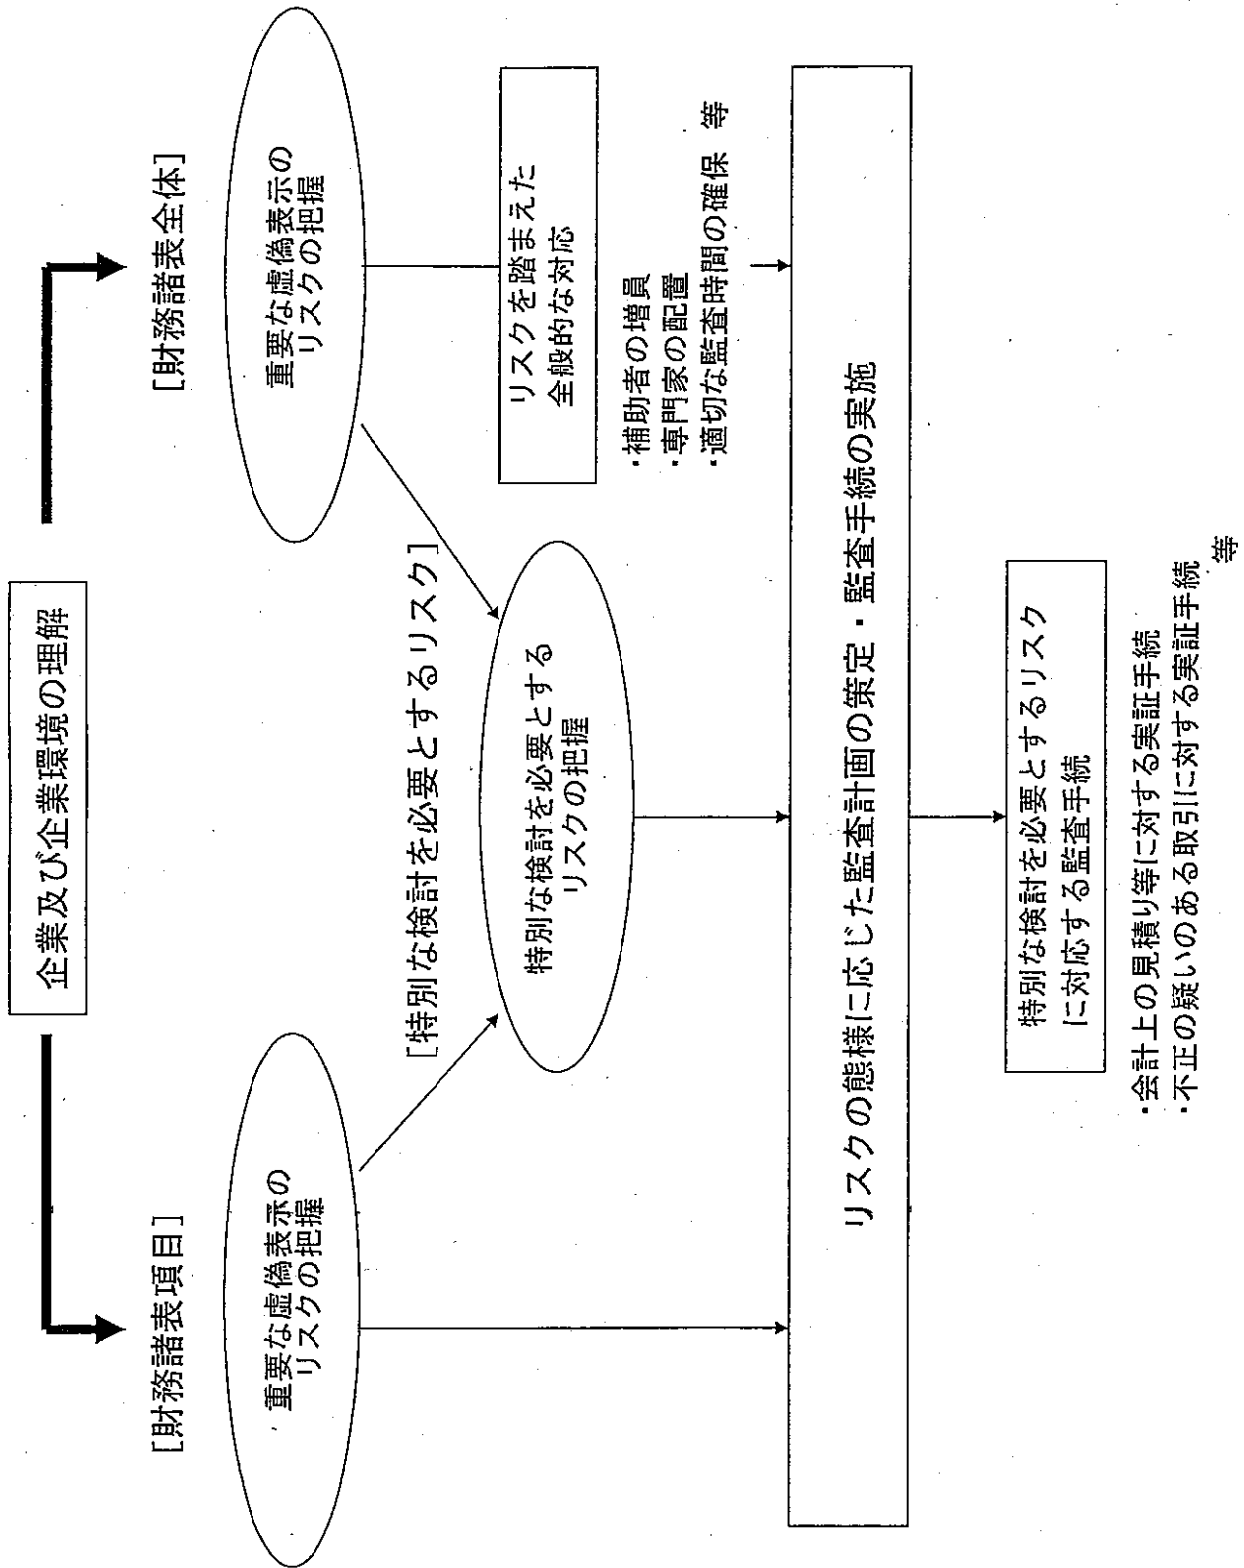 企業及び企業環境の理解
[財務諸表項目]
[財務諸表全体]
重要な虚偽表示の
リスクの把握
重要な虚偽表示の
リスクの把握
[特別な検討を必要とするリスク]
特別な検討を必要とする
リスクの把握
リスクを踏まえた
全般的な対応
・補助者の増員
・専門家の配置
・適切な監査時間の確保 等
リスクの態様に応じた監査計画の策定・監査手続の実施
特別な検討を必要とするリスク
に対応する監査手続
・会計上の見積り等に対する実証手続
・不正の疑いのある取引に対する実証手続
等